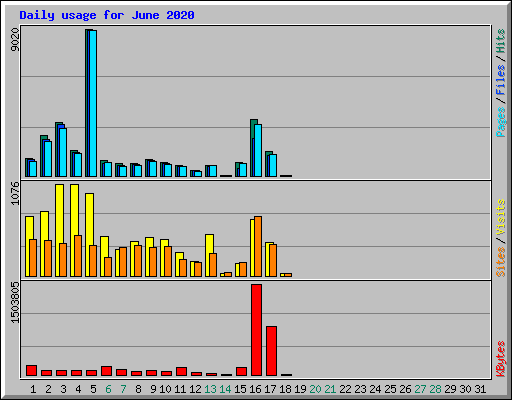 Daily usage for June 2020
9020
Pages / Files / Hits
1076
Sites / Visits
1503805
KBytes
1 2 3 4 5 6 7 8 9 10 11 12 13 14 15 16 17 18 19 20 21 22 23 24 25 26 27 28 29 30 31